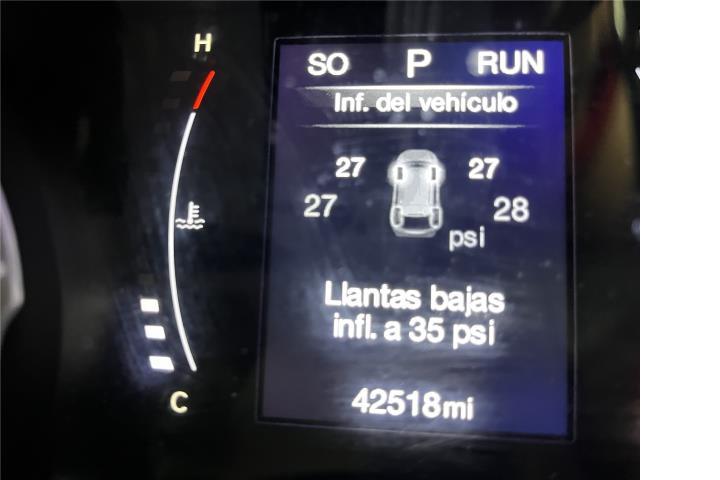 H
SO P RUN
Inf. del vehículo
27 27
27 28
psi
Llantas bajas
infl. a 35 psi
42518mi
C